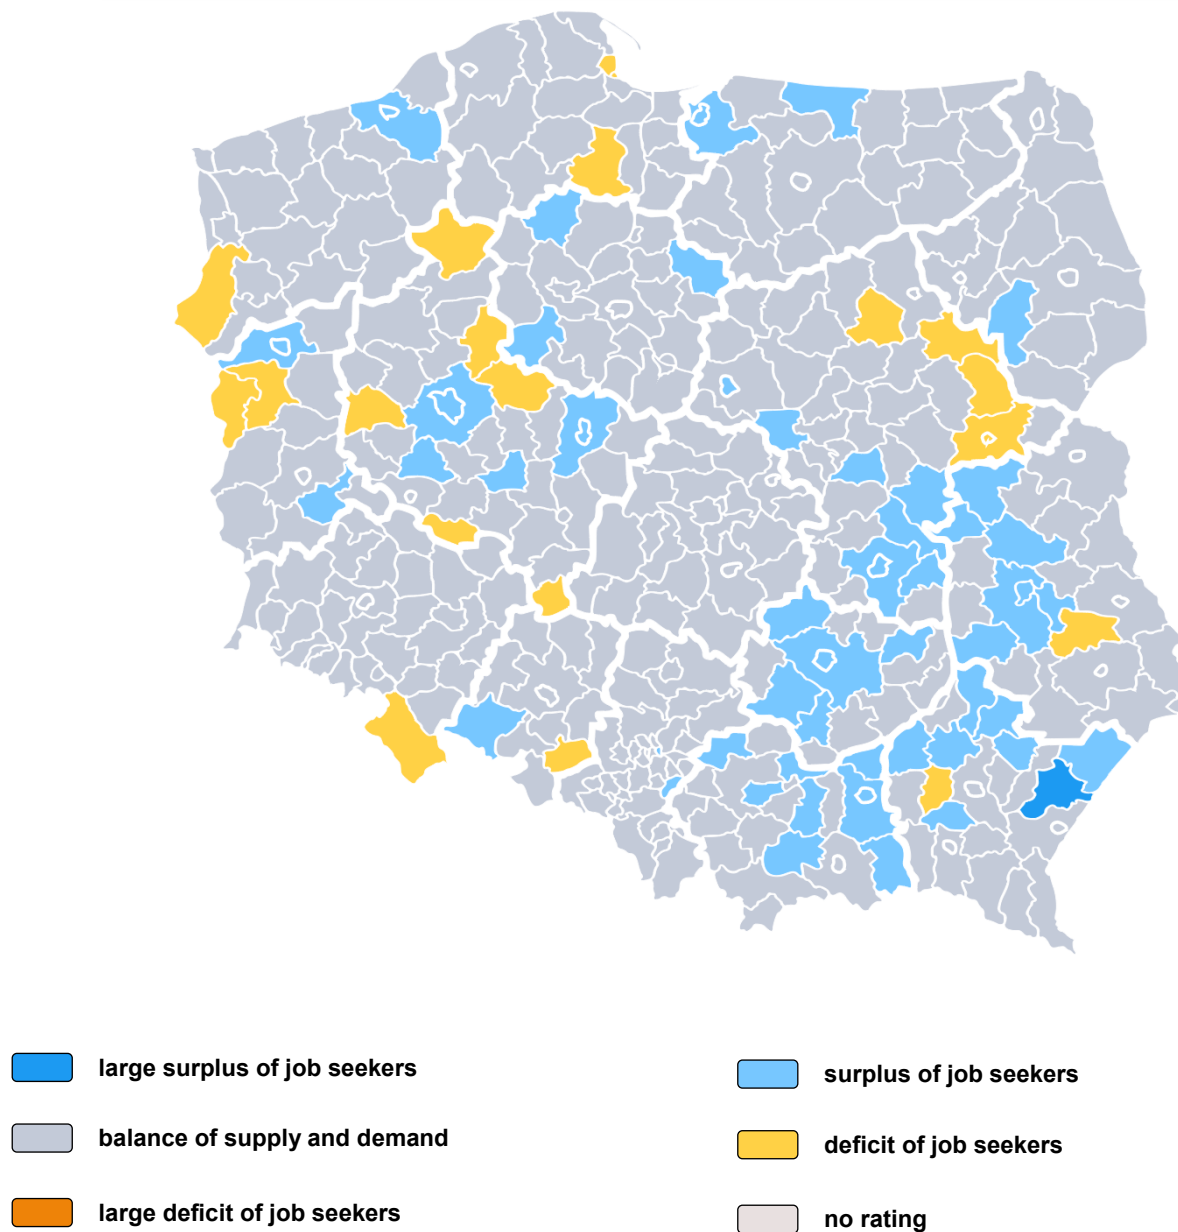 large surplus of job seekers
surplus of job seekers
balance of supply and demand
deficit of job seekers
large deficit of job seekers
no rating